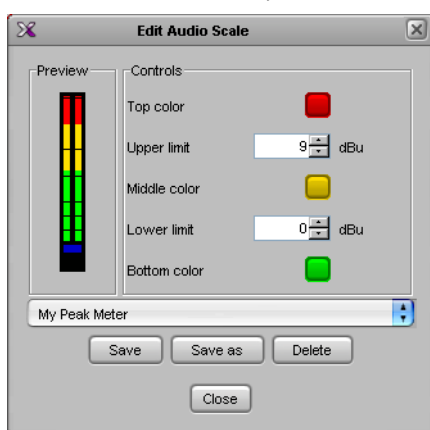 Edit Audio Scale
Preview
Controls
Top color
Upper limit 9 dBu
Middle color
Lower limit 0 dBu
Bottom color
My Peak Meter
Save Save as Delete
Close